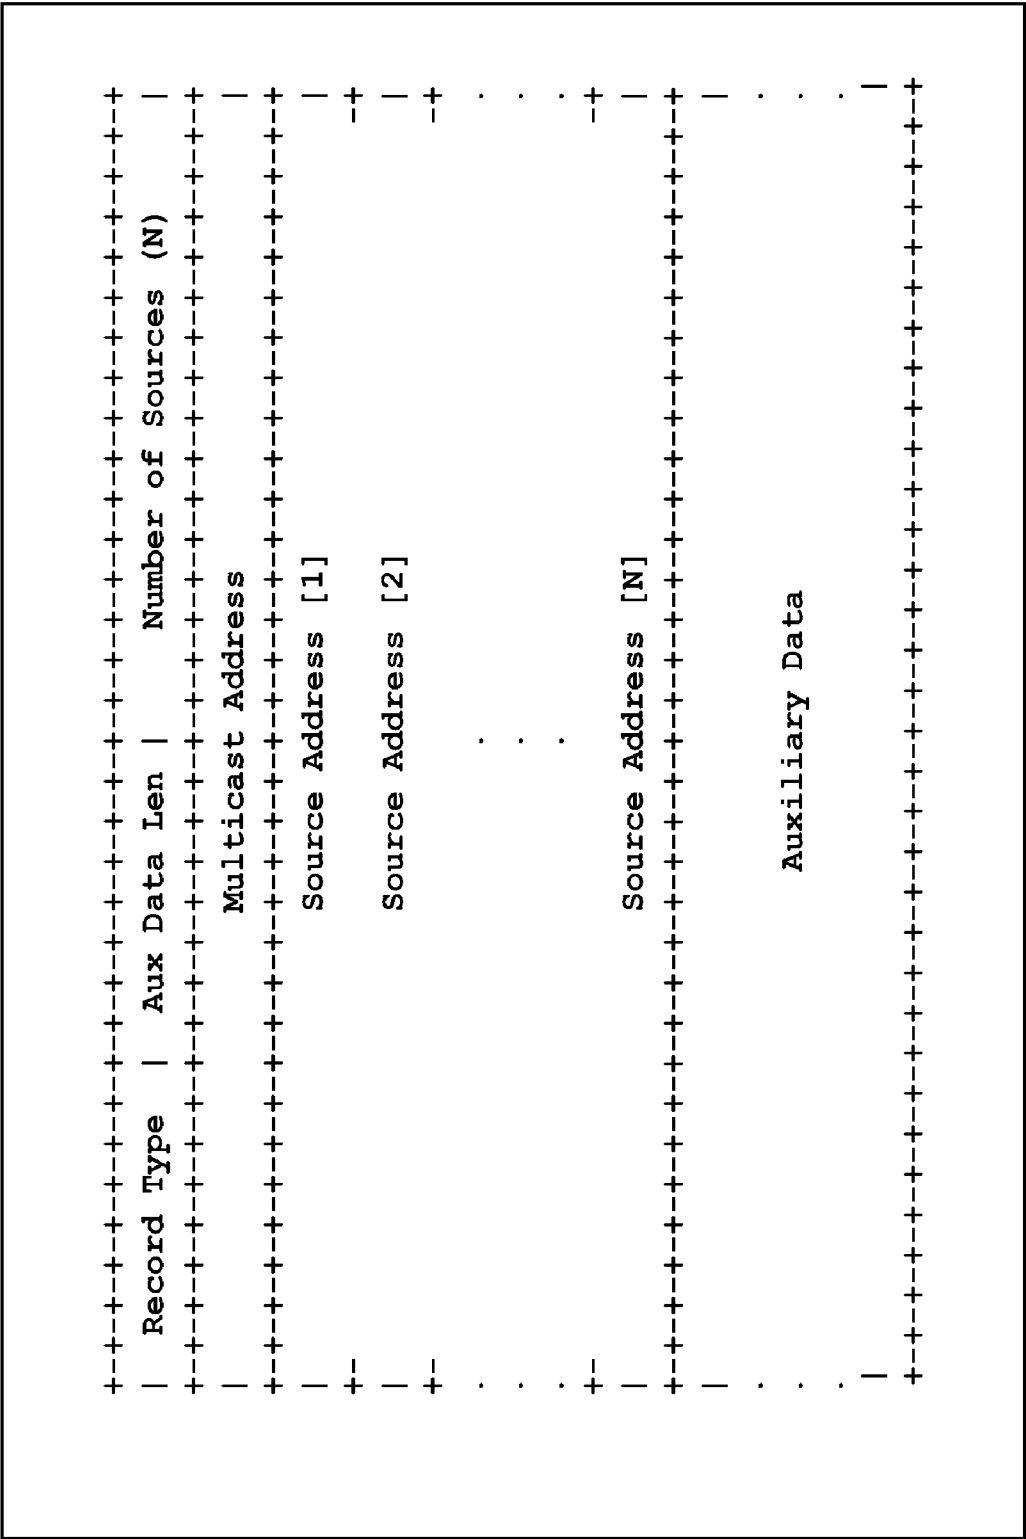 +-+-+-+-+-+-+-+-+-+-+-+-+-+-+-+-+-+-+-+-+-+-+-+-+-+-+-+-+-+-+-+-+
|  Record Type  |  Aux Data Len |     Number of Sources (N)     |
+-+-+-+-+-+-+-+-+-+-+-+-+-+-+-+-+-+-+-+-+-+-+-+-+-+-+-+-+-+-+-+-+
|                       Multicast Address                       |
+-+-+-+-+-+-+-+-+-+-+-+-+-+-+-+-+-+-+-+-+-+-+-+-+-+-+-+-+-+-+-+-+
|                       Source Address [1]                      |
+-                                                             -+
|                       Source Address [2]                      |
+-                                                             -+
.                               .                               .
.                               .                               .
.                               .                               .
+-                                                             -+
|                       Source Address [N]                      |
+-+-+-+-+-+-+-+-+-+-+-+-+-+-+-+-+-+-+-+-+-+-+-+-+-+-+-+-+-+-+-+-+
|                                                               |
.                                                               .
.                         Auxiliary Data                        .
.                                                               .
|                                                               |
+-+-+-+-+-+-+-+-+-+-+-+-+-+-+-+-+-+-+-+-+-+-+-+-+-+-+-+-+-+-+-+-+